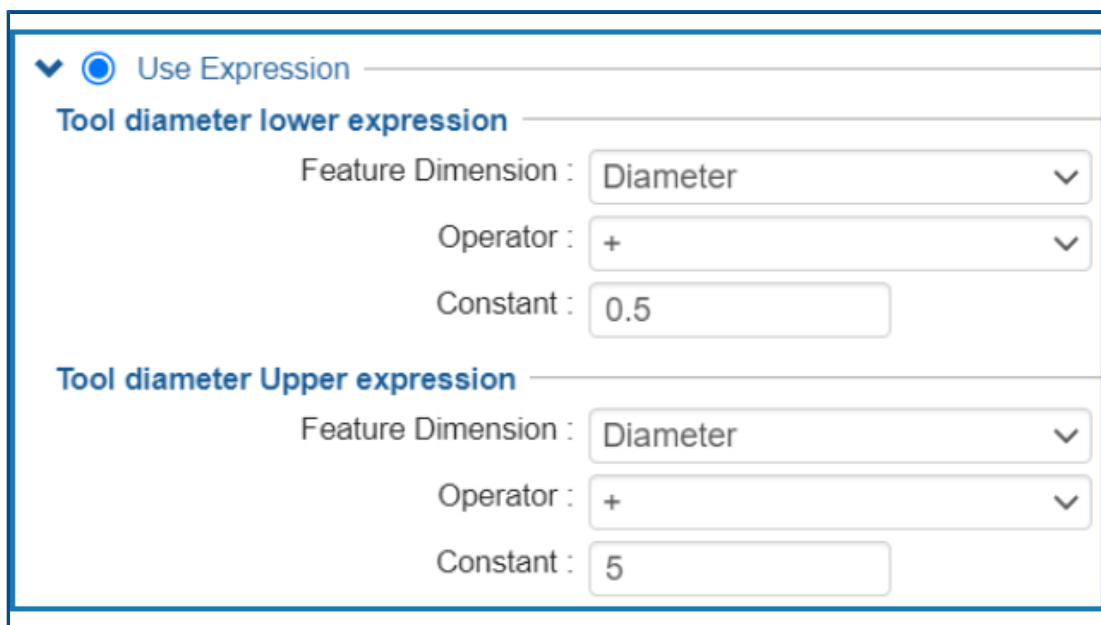 Use Expression
Tool diameter lower expression
Feature Dimension : Diameter
Operator : +
Constant : 0.5
Tool diameter Upper expression
Feature Dimension : Diameter
Operator : +
Constant : 5